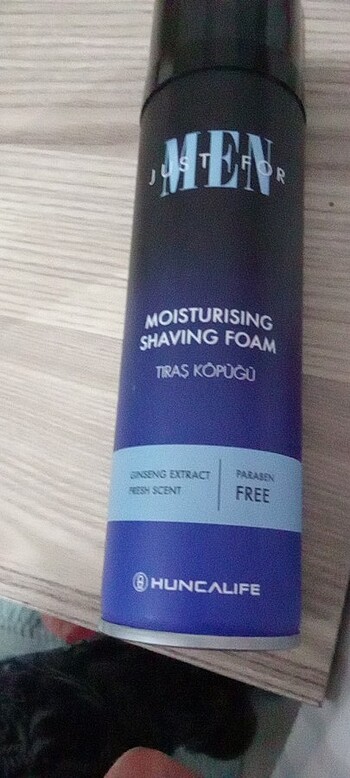 JUST FOR
MEN
MOISTURISING
SHAVING FOAM
TIRAŞ KÖPÜĞÜ
GINSENG EXTRACT
FRESH SCENT
PARABEN
FREE
HUNCALIFE